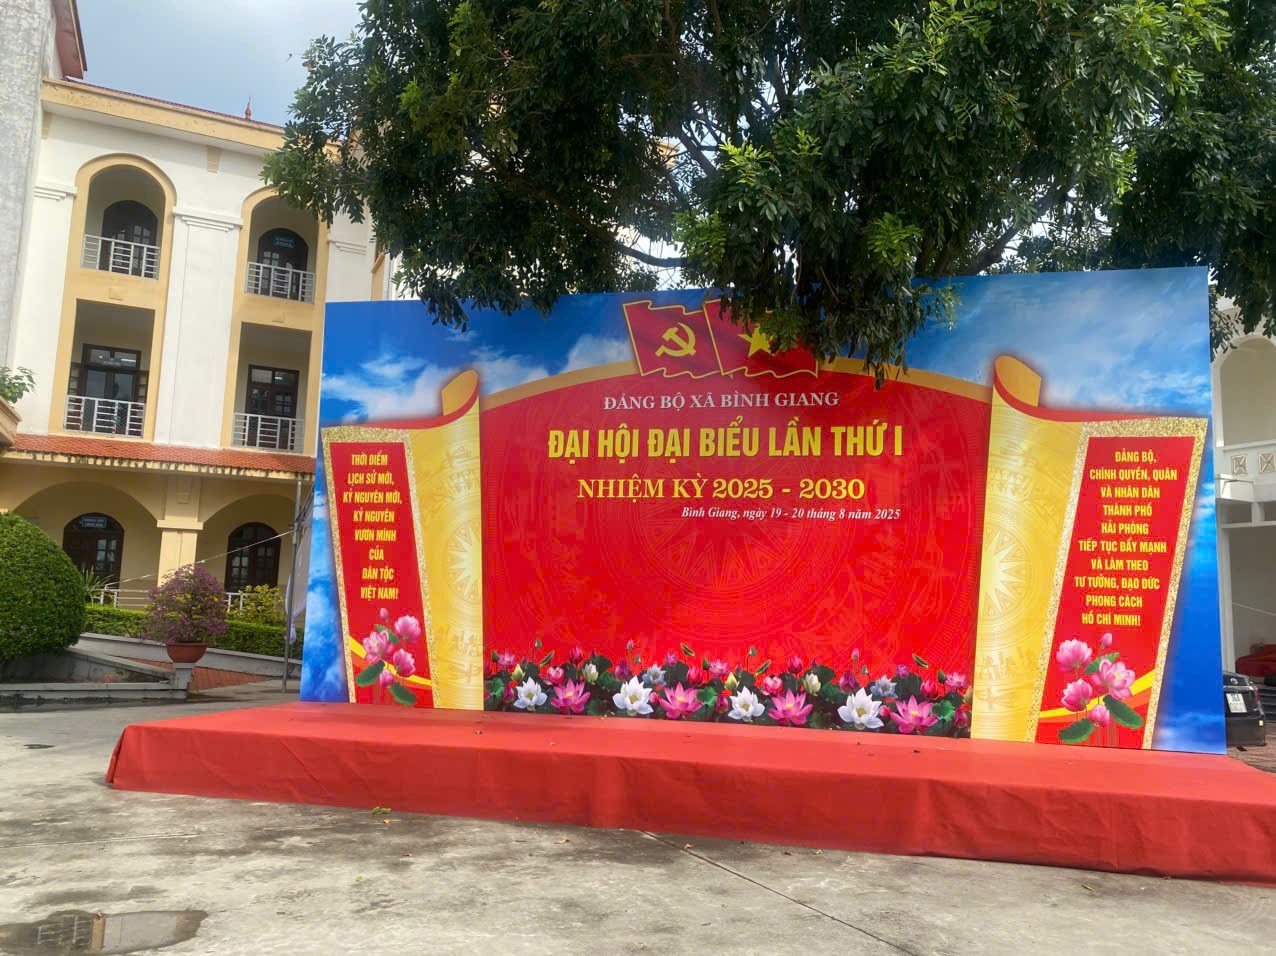 ĐẢNG BỘ XÃ BÌNH GIANG
ĐẠI HỘI ĐẠI BIỂU LẦN THỨ I
NHIỆM KỲ 2025 - 2030
Bình Giang, ngày 19 - 20 tháng 8 năm 2025
THỜI ĐIỂM
LỊCH SỬ MỚI,
KỶ NGUYÊN MỚI,
KỶ NGUYÊN
VƯƠN MÌNH
CỦA
DÂN TỘC
VIỆT NAM!
ĐẢNG BỘ,
CHÍNH QUYỀN, QUÂN
VÀ NHÂN DÂN
THÀNH PHỐ
HẢI PHÒNG
TIẾP TỤC ĐẨY MẠNH
VÀ LÀM THEO
TƯ TƯỞNG, ĐẠO ĐỨC
PHONG CÁCH
HỒ CHÍ MINH!